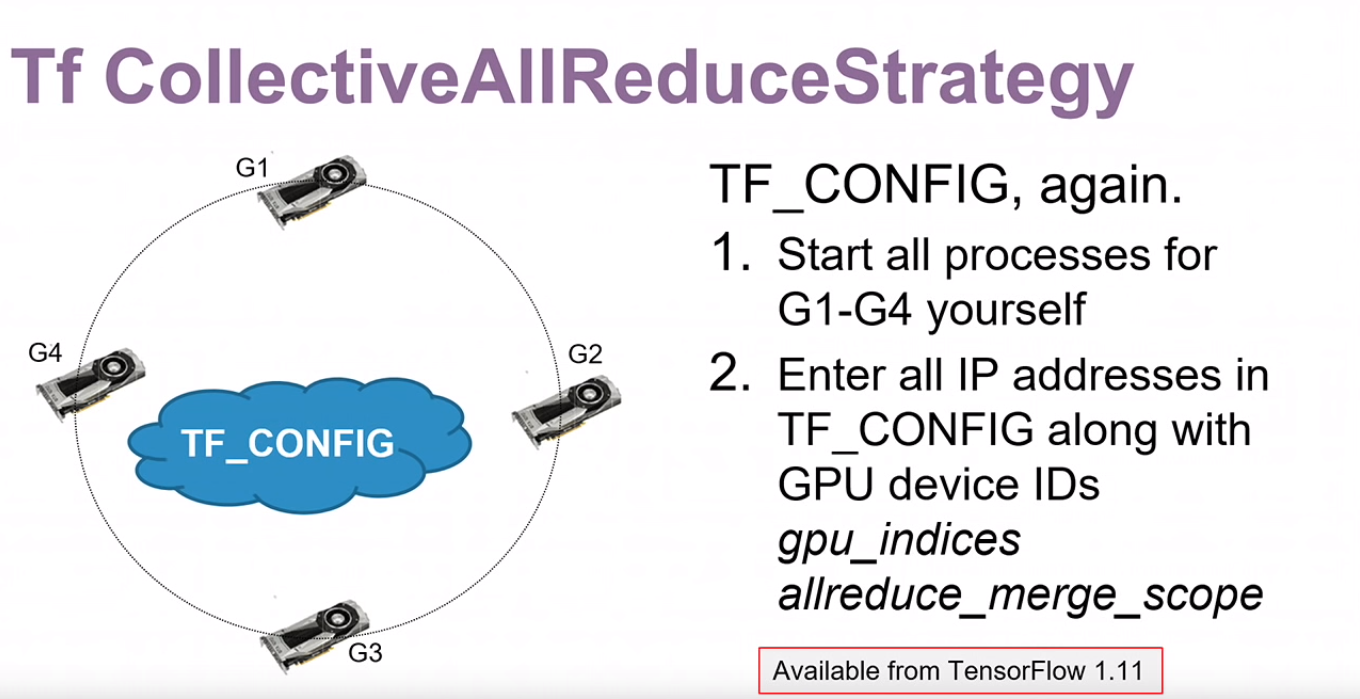 Tf CollectiveAllReduceStrategy
G1
G4
G2
TF_CONFIG
G3
TF_CONFIG, again.
1. Start all processes for
G1-G4 yourself
2. Enter all IP addresses in
TF_CONFIG along with
GPU device IDs
gpu_indices
allreduce_merge_scope
Available from TensorFlow 1.11